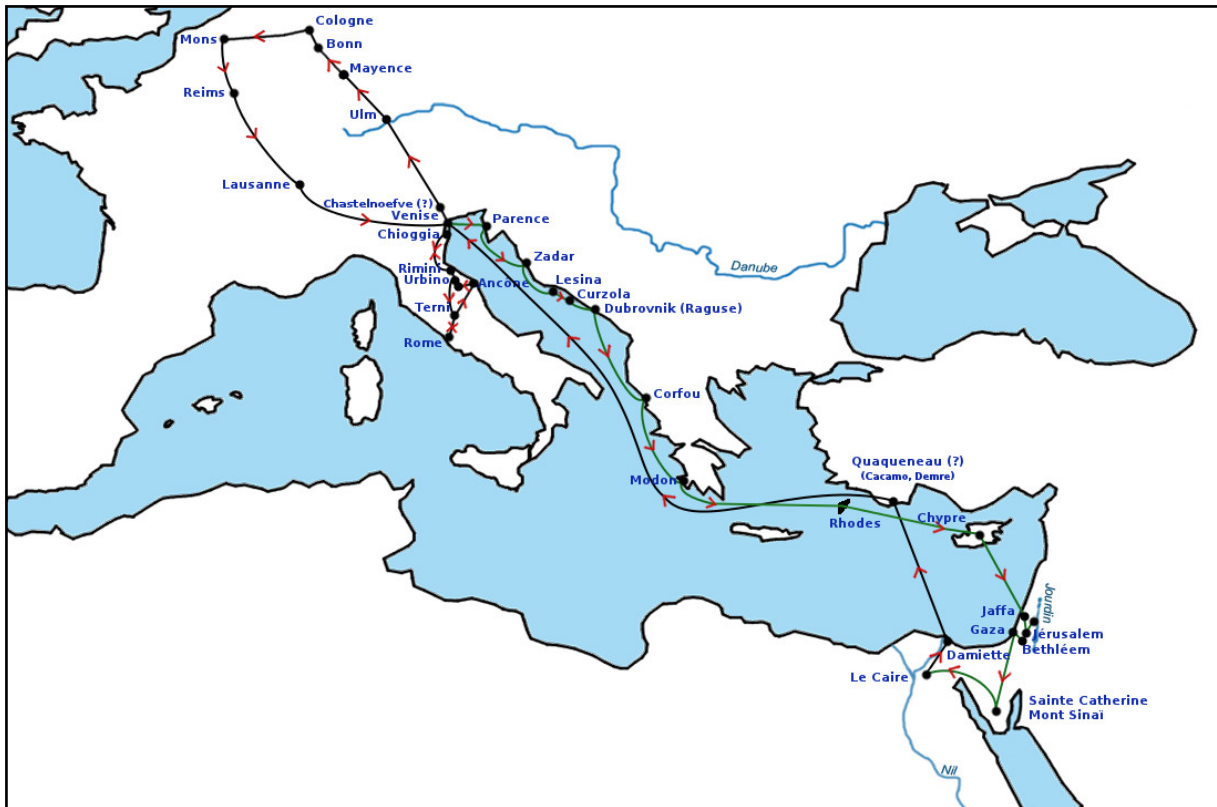 Cologne
Mons
Bonn
Mayence
Reims
Ulm
Lausanne
Chastelnoefve (?)
Venise
Parence
Chioggia
Zadar
Rimini
Danube
Urbino
Ancône
Lesina
Curzola
Terni
Dubrovnik (Raguse)
Rome
Corfou
Quaqueneau (?)
(Cacamo, Demre)
Modon
Rhodes
Chypre
Jourdin
Jaffa
Gaza
Jérusalem
Bethléem
Damiette
Le Caire
Sainte Catherine
Mont Sinaï
Nil